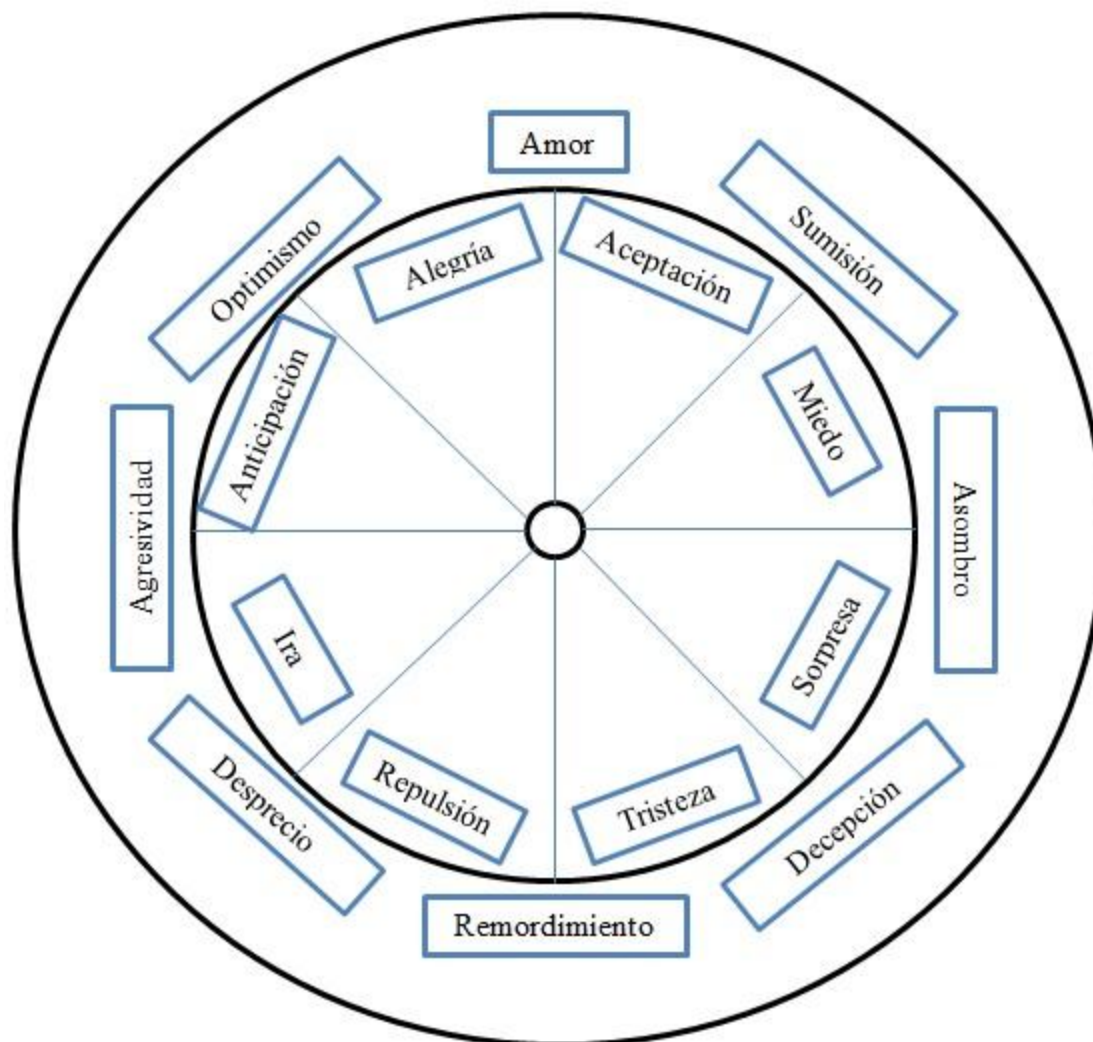 Amor
Sumisión
Asombro
Decepción
Remordimiento
Desprecio
Agresividad
Optimismo
Alegría
Aceptación
Miedo
Sorpresa
Tristeza
Repulsión
Ira
Anticipación